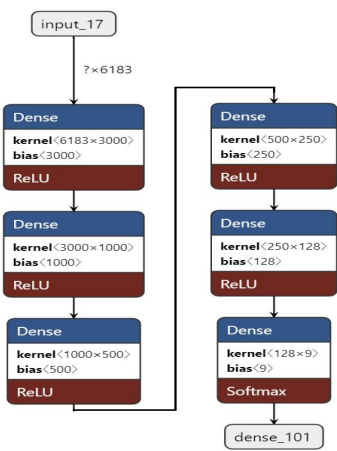 input_17
?×6183
Dense
kernel⟨6183×3000⟩
bias⟨3000⟩
ReLU
Dense
kernel⟨3000×1000⟩
bias⟨1000⟩
ReLU
Dense
kernel⟨1000×500⟩
bias⟨500⟩
ReLU
Dense
kernel⟨500×250⟩
bias⟨250⟩
ReLU
Dense
kernel⟨250×128⟩
bias⟨128⟩
ReLU
Dense
kernel⟨128×9⟩
bias⟨9⟩
Softmax
dense_101